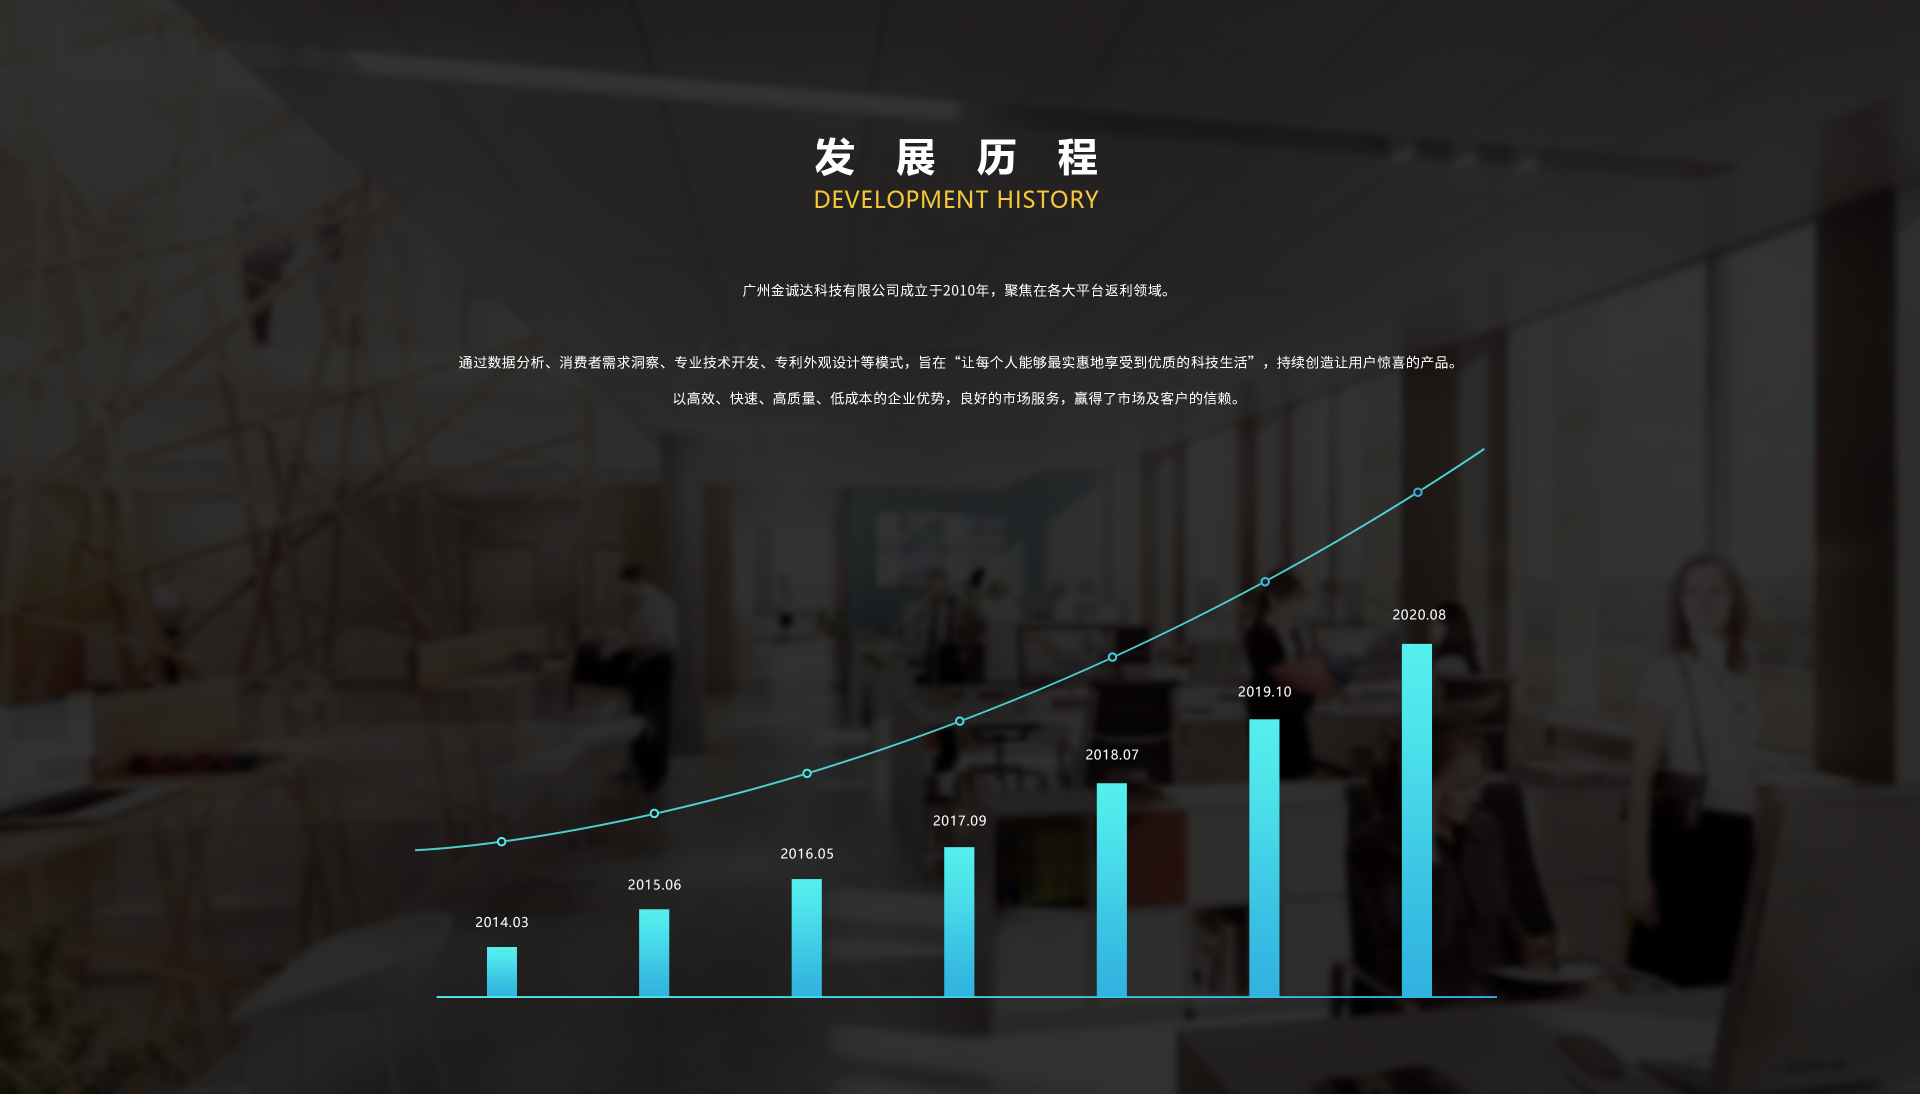 发展历程
DEVELOPMENT HISTORY
广州金诚达科技有限公司成立于2010年，聚焦在各大平台返利领域。
通过数据分析、消费者需求洞察、专业技术开发、专利外观设计等模式，旨在“让每个人能够最实惠地享受到优质的科技生活”，持续创造让用户惊喜的产品。
以高效、快速、高质量、低成本的企业优势，良好的市场服务，赢得了市场及客户的信赖。
2020.08
2019.10
2018.07
2017.09
2016.05
2015.06
2014.03